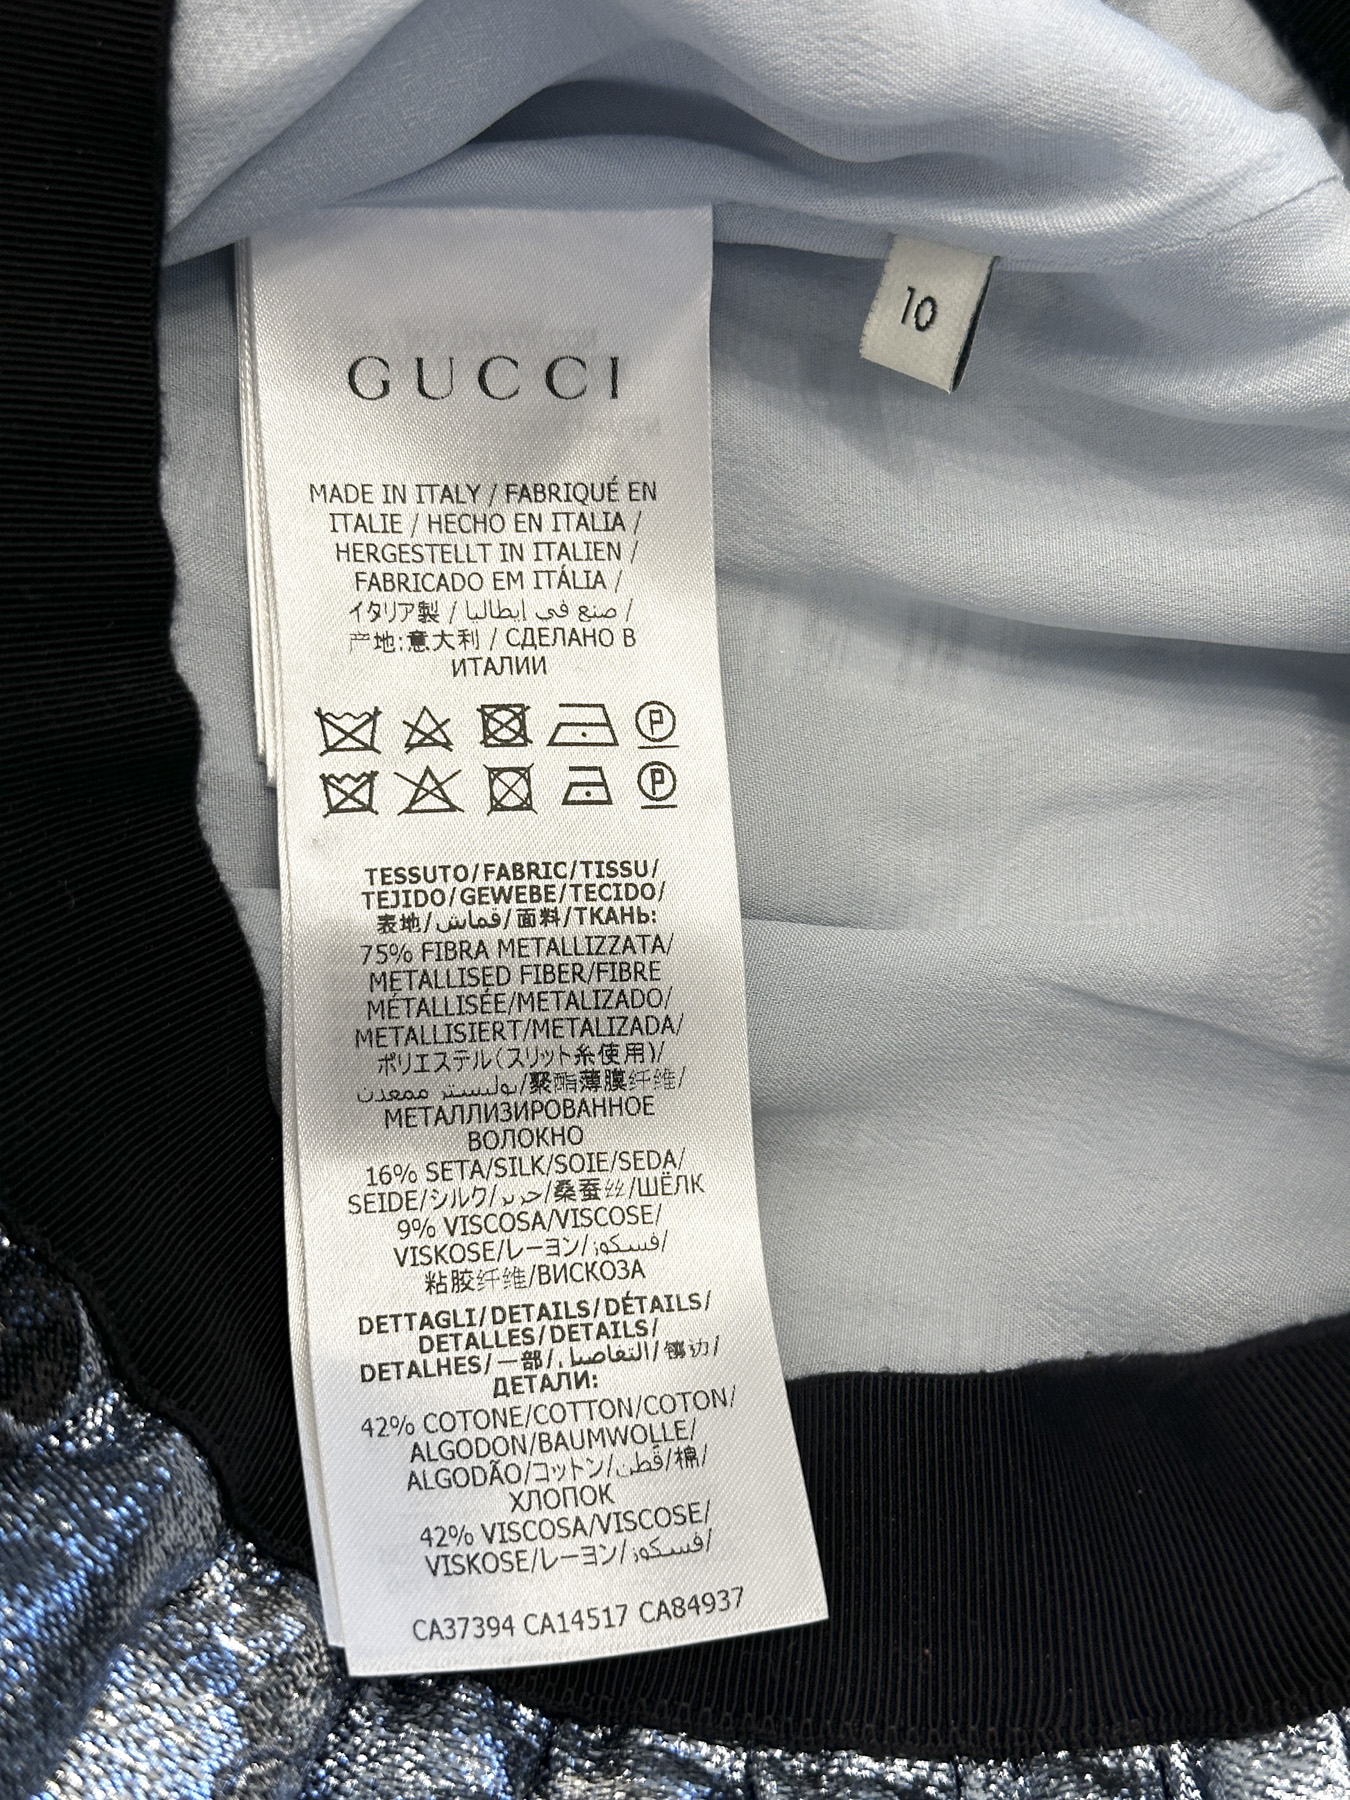 GUCCI
10
MADE IN ITALY / FABRIQUÉ EN
ITALIE / HECHO EN ITALIA /
HERGESTELLT IN ITALIEN /
FABRICADO EM ITÁLIA /
イタリア製 / صنع في إيطاليا /
产地:意大利 / СДЕЛАНО В
ИТАЛИИ
P
P
TESSUTO/FABRIC/TISSU/
TEJIDO/GEWEBE/TECIDO/
表地/قماش/面料/ТКАНЬ:
75% FIBRA METALLIZZATA/
METALLISED FIBER/FIBRE
MÉTALLISÉE/METALIZADO/
METALLISIERT/METALIZADA/
ポリエステル(スリット糸使用)/
بوليستر ممعدن/聚酯薄膜纤维/
МЕТАЛЛИЗИРОВАННОЕ
ВОЛОКНО
16% SETA/SILK/SOIE/SEDA/
SEIDE/シルク/حرير/桑蚕丝/ШЁЛК
9% VISCOSA/VISCOSE/
VISKOSE/レーヨン/فسكوز/
粘胶纤维/ВИСКОЗА
DETTAGLI/DETAILS/DÉTAILS/
DETALLES/DETAILS/
DETALHES/一部/التفاصيل/镶边/
ДЕТАЛИ:
42% COTONE/COTTON/COTON/
ALGODON/BAUMWOLLE/
ALGODÃO/コットン/قطن/棉/
ХЛОПОК
42% VISCOSA/VISCOSE/
VISKOSE/レーヨン/فسكوز/
CA37394 CA14517 CA84937